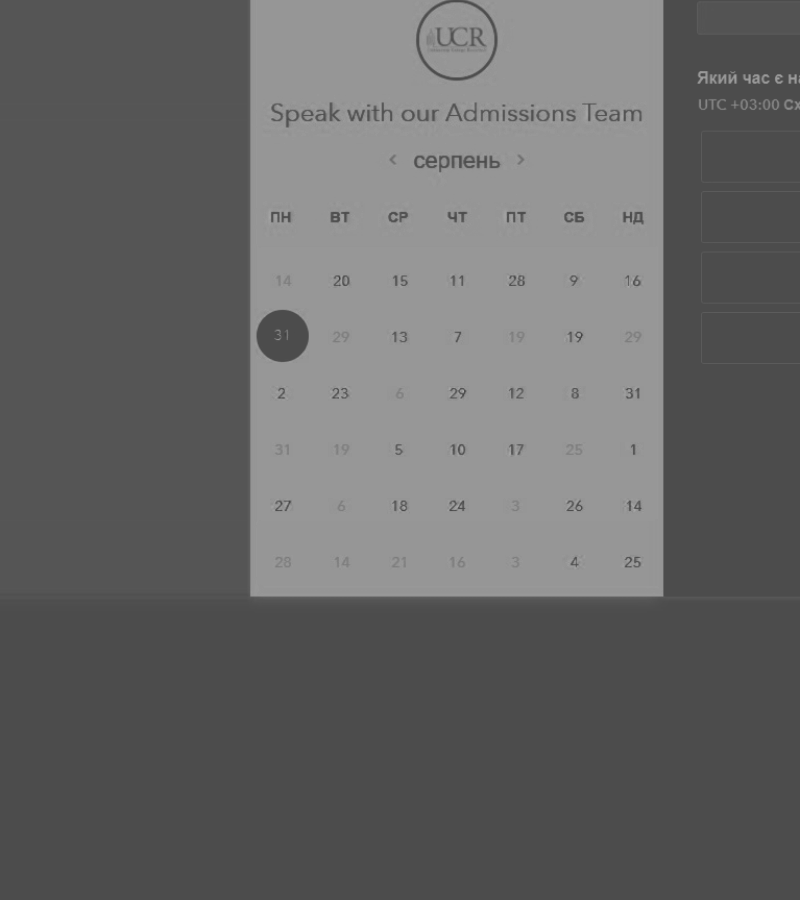 UCR
Speak with our Admissions Team
серпень
ПН ВТ СР ЧТ ПТ СБ НД
14 20 15 11 28 9 16
31 29 13 7 19 19 29
2 23 6 29 12 8 31
31 19 5 10 17 25 1
27 6 18 24 3 26 14
28 14 21 16 3 4 25
Який час є
UTC +03:00